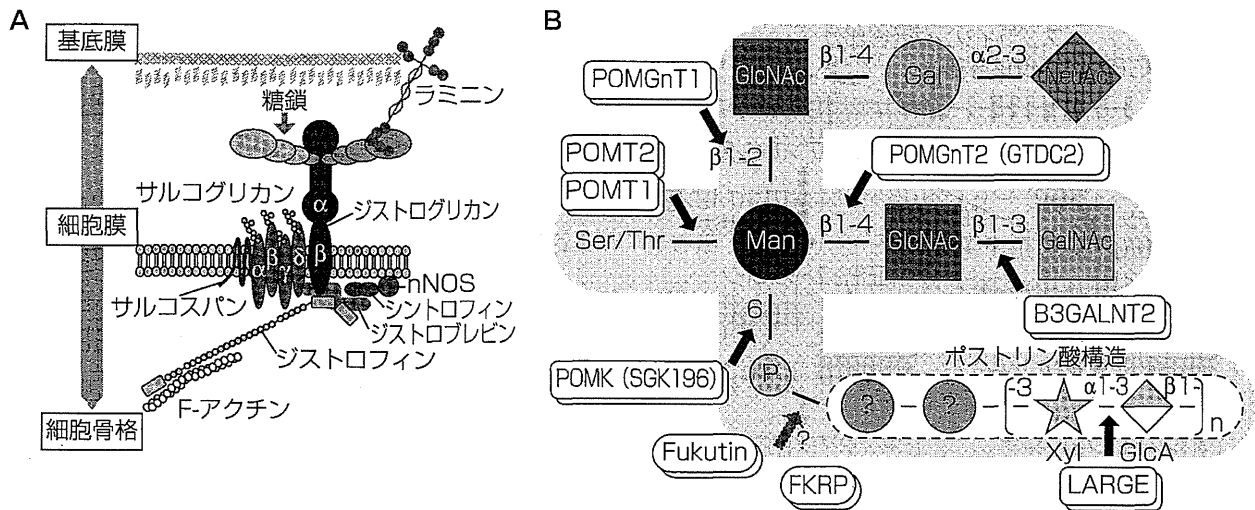 A
基底膜
糖鎖
ラミニン
サルコグリカン
細胞膜
α
ジストログリカン
α
β
γ
δ
β
nNOS
サルコスパン
シントロフィン
ジストロブレビン
ジストロフィン
F-アクチン
細胞骨格
B
GlcNAc
β1-4
Gal
α2-3
NeuAc
POMGnT1
β1-2
POMGnT2 (GTDC2)
POMT2
POMT1
Ser/Thr
Man
β1-4
GlcNAc
β1-3
GalNAc
6
B3GALNT2
POMK (SGK196)
P
ポストリン酸構造
?
?
-3
α1-3
β1-
n
Xyl
GlcA
?
Fukutin
FKRP
LARGE